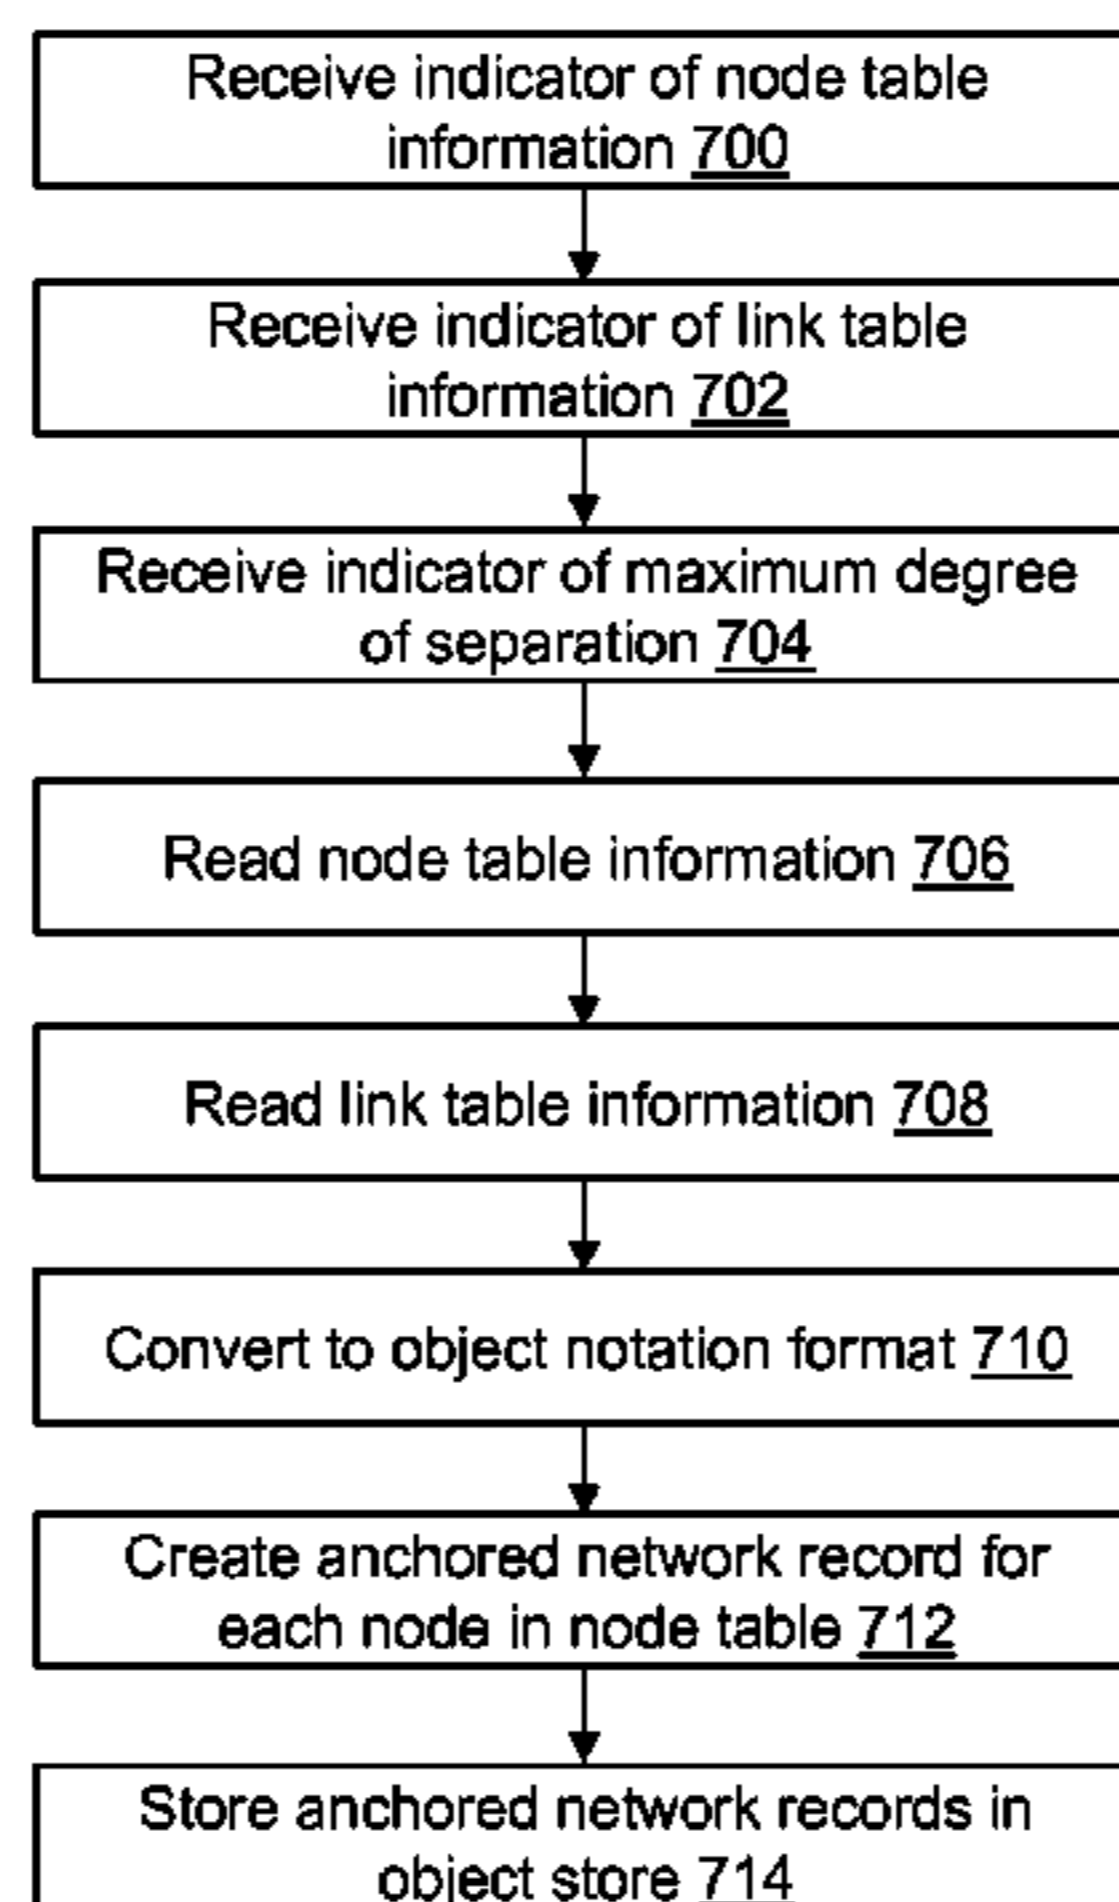 Receive indicator of node table
information 700
Receive indicator of link table
information 702
Receive indicator of maximum degree
of separation 704
Read node table information 706
Read link table information 708
Convert to object notation format 710
Create anchored network record for
each node in node table 712
Store anchored network records in
object store 714